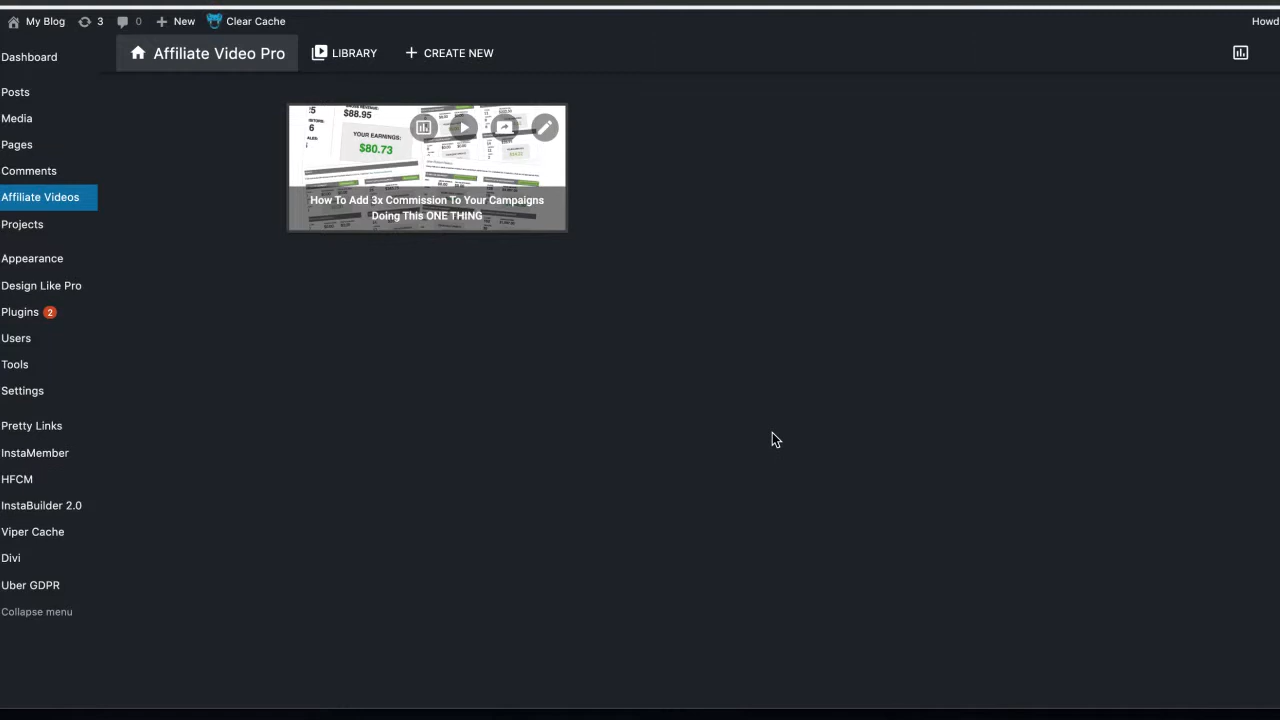 My Blog 3 0 New Clear Cache Howd
Affiliate Video Pro LIBRARY CREATE NEW
Dashboard
Posts
Media
Pages
Comments
Affiliate Videos
Projects
Appearance
Design Like Pro
Plugins 2
Users
Tools
Settings
Pretty Links
InstaMember
HFCM
InstaBuilder 2.0
Viper Cache
Divi
Uber GDPR
Collapse menu
$88.95
YOUR EARNINGS:
$80.73
How To Add 3x Commission To Your Campaigns
Doing This ONE THING